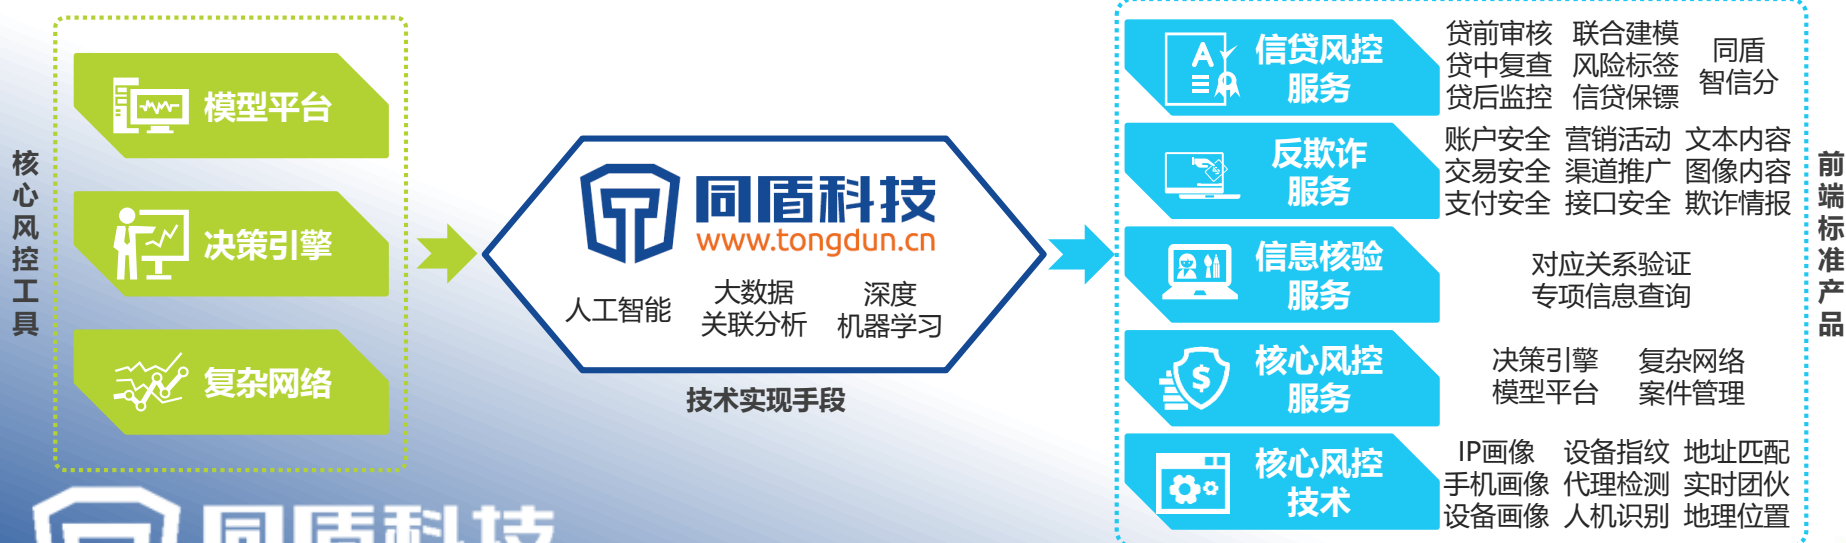 核心风控工具
模型平台
决策引擎
复杂网络
同盾科技
www.tongdun.cn
人工智能
大数据
关联分析
深度
机器学习
技术实现手段
信贷风控
服务
贷前审核 联合建模
贷中复查 风险标签
贷后监控 信贷保镖
同盾
智信分
反欺诈
服务
账户安全 营销活动 文本内容
交易安全 渠道推广 图像内容
支付安全 接口安全 欺诈情报
信息核验
服务
对应关系验证
专项信息查询
核心风控
服务
决策引擎 复杂网络
模型平台 案件管理
核心风控
技术
IP画像 设备指纹 地址匹配
手机画像 代理检测 实时团伙
设备画像 人机识别 地理位置
前端标准产品
同盾科技